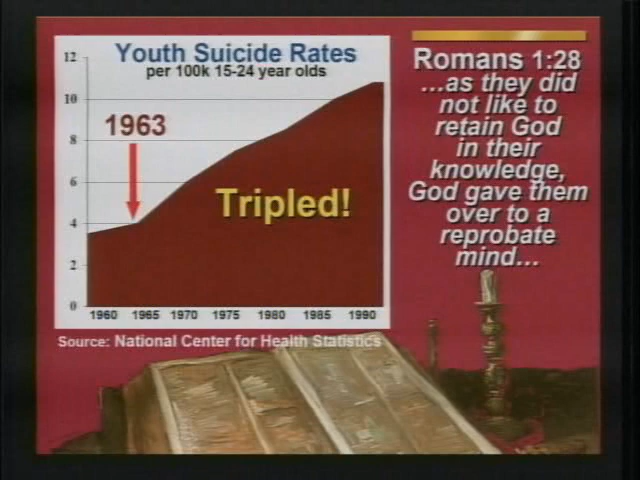 Youth Suicide Rates
per 100k 15-24 year olds
12
10
8
6
4
2
0
1963
Tripled!
1960 1965 1970 1975 1980 1985 1990
Source: National Center for Health Statistics
Romans 1:28
...as they did
not like to
retain God
in their
knowledge,
God gave them
over to a
reprobate
mind...